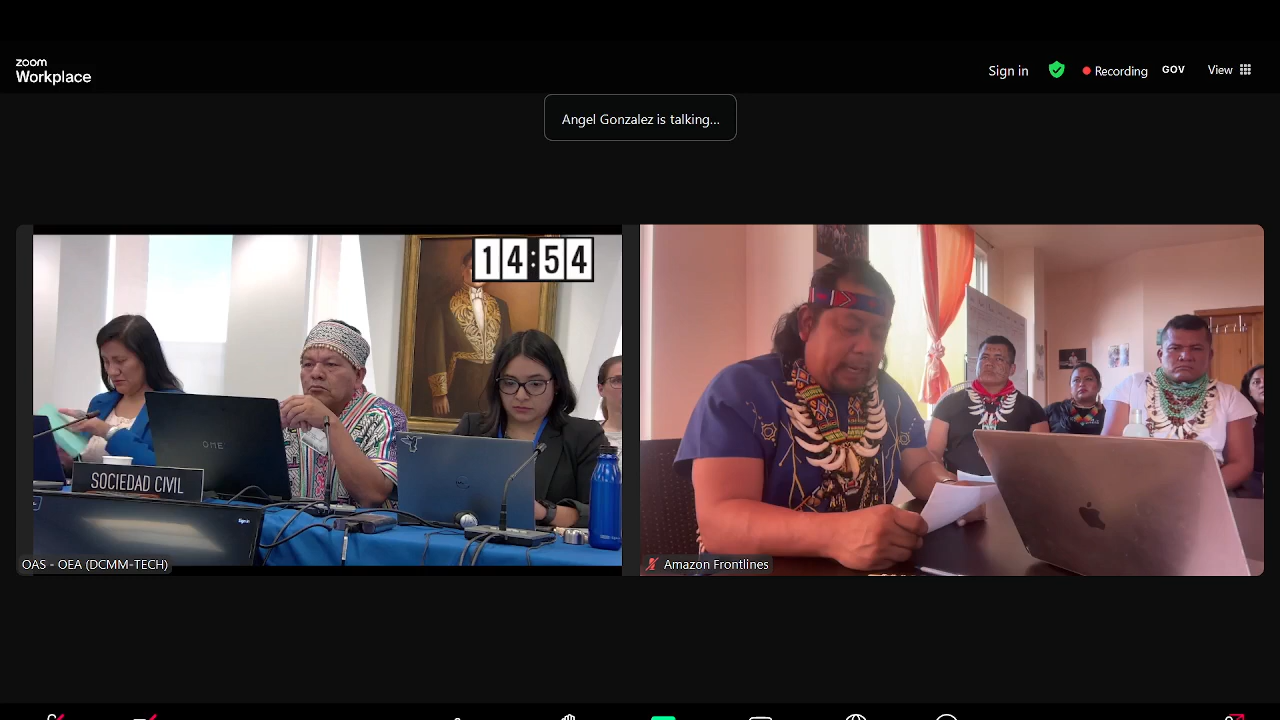 zoom
Workplace
Sign in
Recording
GOV
View
Angel Gonzalez is talking...
14:54
SOCIEDAD CIVIL
OAS - OEA (DCMM-TECH)
Amazon Frontlines